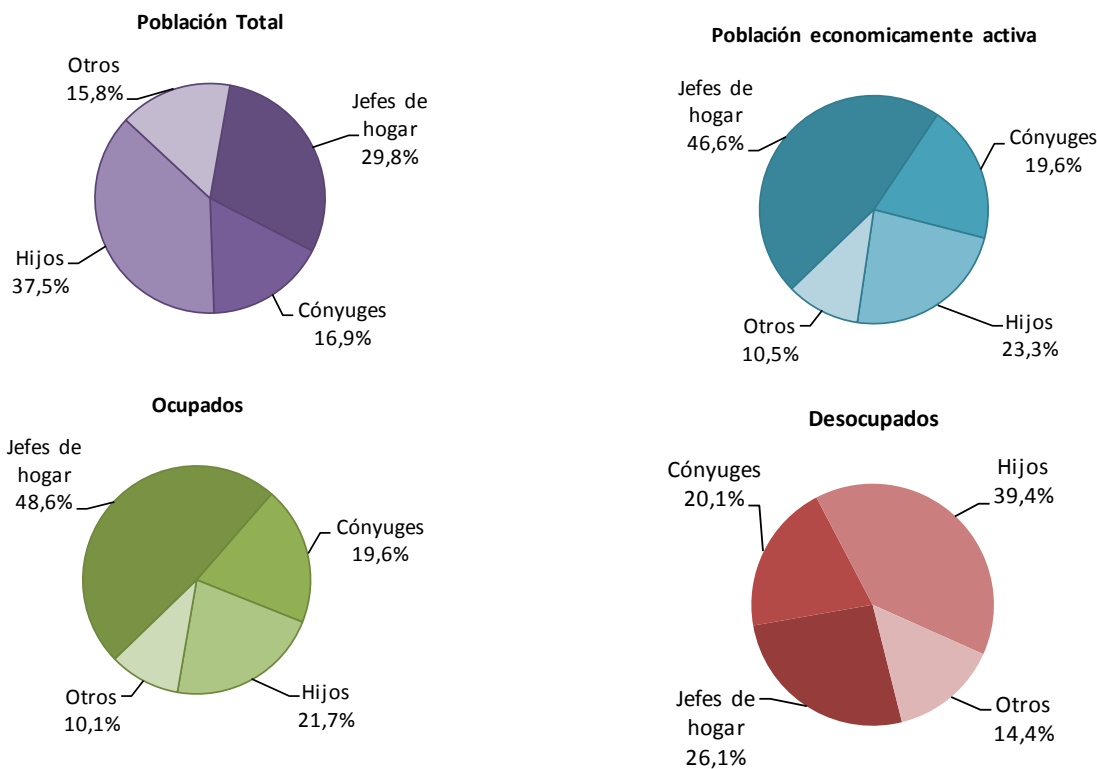 Población Total
Otros
15,8%
Jefes de
hogar
29,8%
Hijos
37,5%
Cónyuges
16,9%
Población economicamente activa
Jefes de
hogar
46,6%
Cónyuges
19,6%
Otros
10,5%
Hijos
23,3%
Ocupados
Jefes de
hogar
48,6%
Cónyuges
19,6%
Otros
10,1%
Hijos
21,7%
Desocupados
Cónyuges
20,1%
Hijos
39,4%
Jefes de
hogar
26,1%
Otros
14,4%